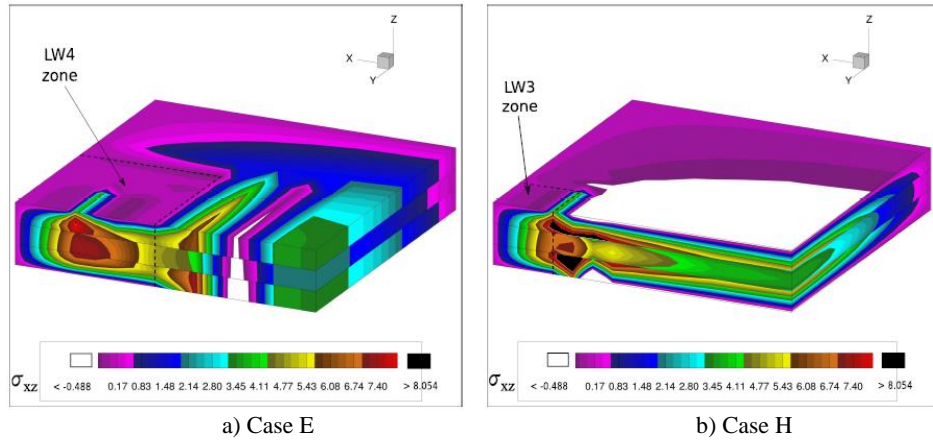 LW4
zone
Z
X
Y
σxz
< -0.488 0.17 0.83 1.48 2.14 2.80 3.45 4.11 4.77 5.43 6.08 6.74 7.40 > 8.054
a) Case E
LW3
zone
Z
X
Y
σxz
< -0.488 0.17 0.83 1.48 2.14 2.80 3.45 4.11 4.77 5.43 6.08 6.74 7.40 > 8.054
b) Case H